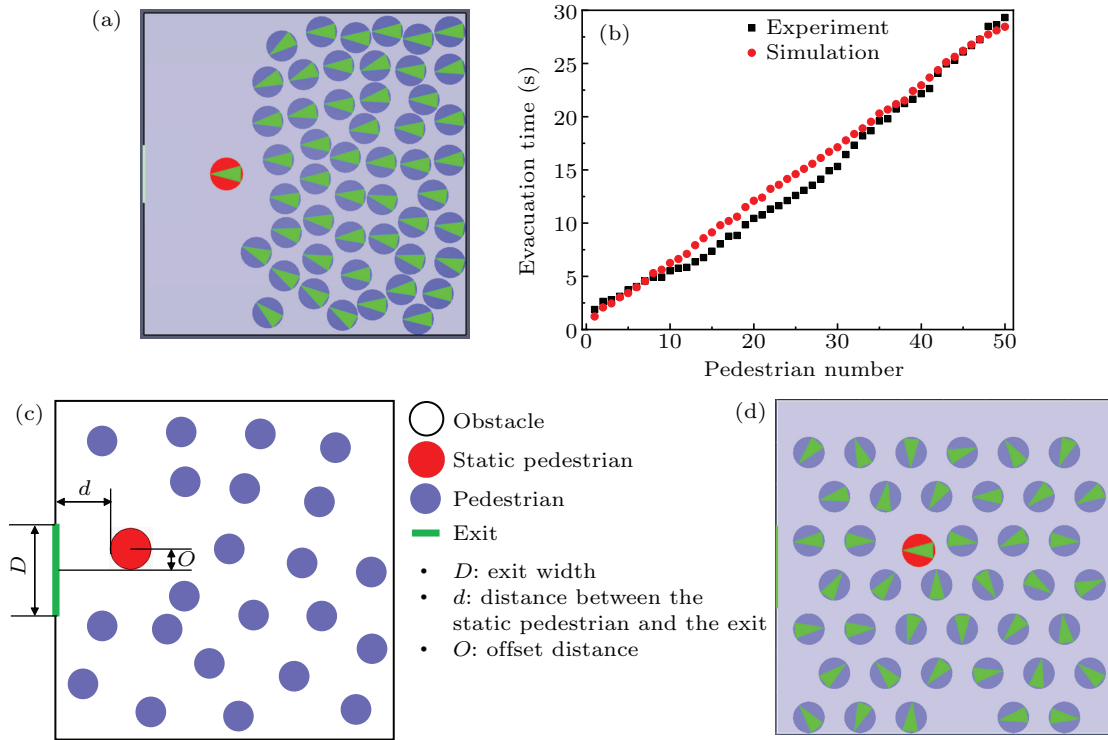 (a)
(b)
30
25
20
15
10
5
0
Evacuation time (s)
Experiment
Simulation
0 10 20 30 40 50
Pedestrian number
(c)
d
D
O
Obstacle
Static pedestrian
Pedestrian
Exit
• D: exit width
• d: distance between the
static pedestrian and the exit
• O: offset distance
(d)